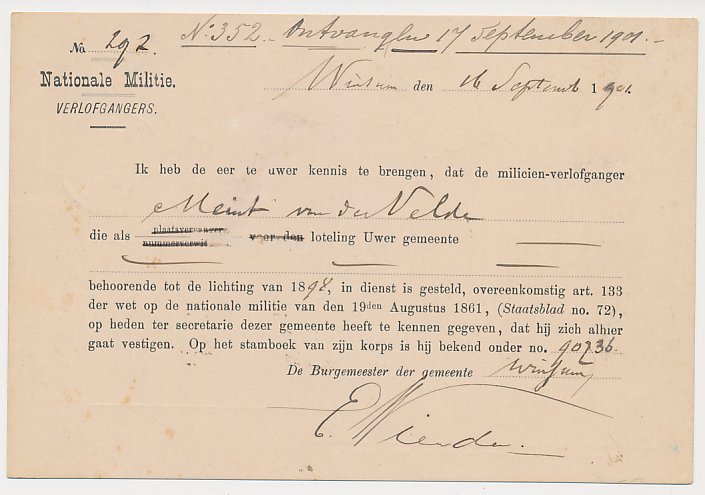 No. 292
No 352. Ontvangen 17 September 1901.-
Nationale Militie.
VERLOFGANGERS.
Winsum den 16 September 1901.
Ik heb de eer te uwer kennis te brengen, dat de milicien-verlofganger
Meint van der Velde
die als plaatsvervanger nummerverwis. voor den loteling Uwer gemeente
behoorende tot de lichting van 1898, in dienst is gesteld, overeenkomstig art. 133
der wet op de nationale militie van den 19den Augustus 1861, (Staatsblad no. 72),
op heden ter secretarie dezer gemeente heeft te kennen gegeven, dat hij zich alhier
gaat vestigen. Op het stamboek van zijn korps is hij bekend onder no. 90736
De Burgemeester der gemeente Winsum,